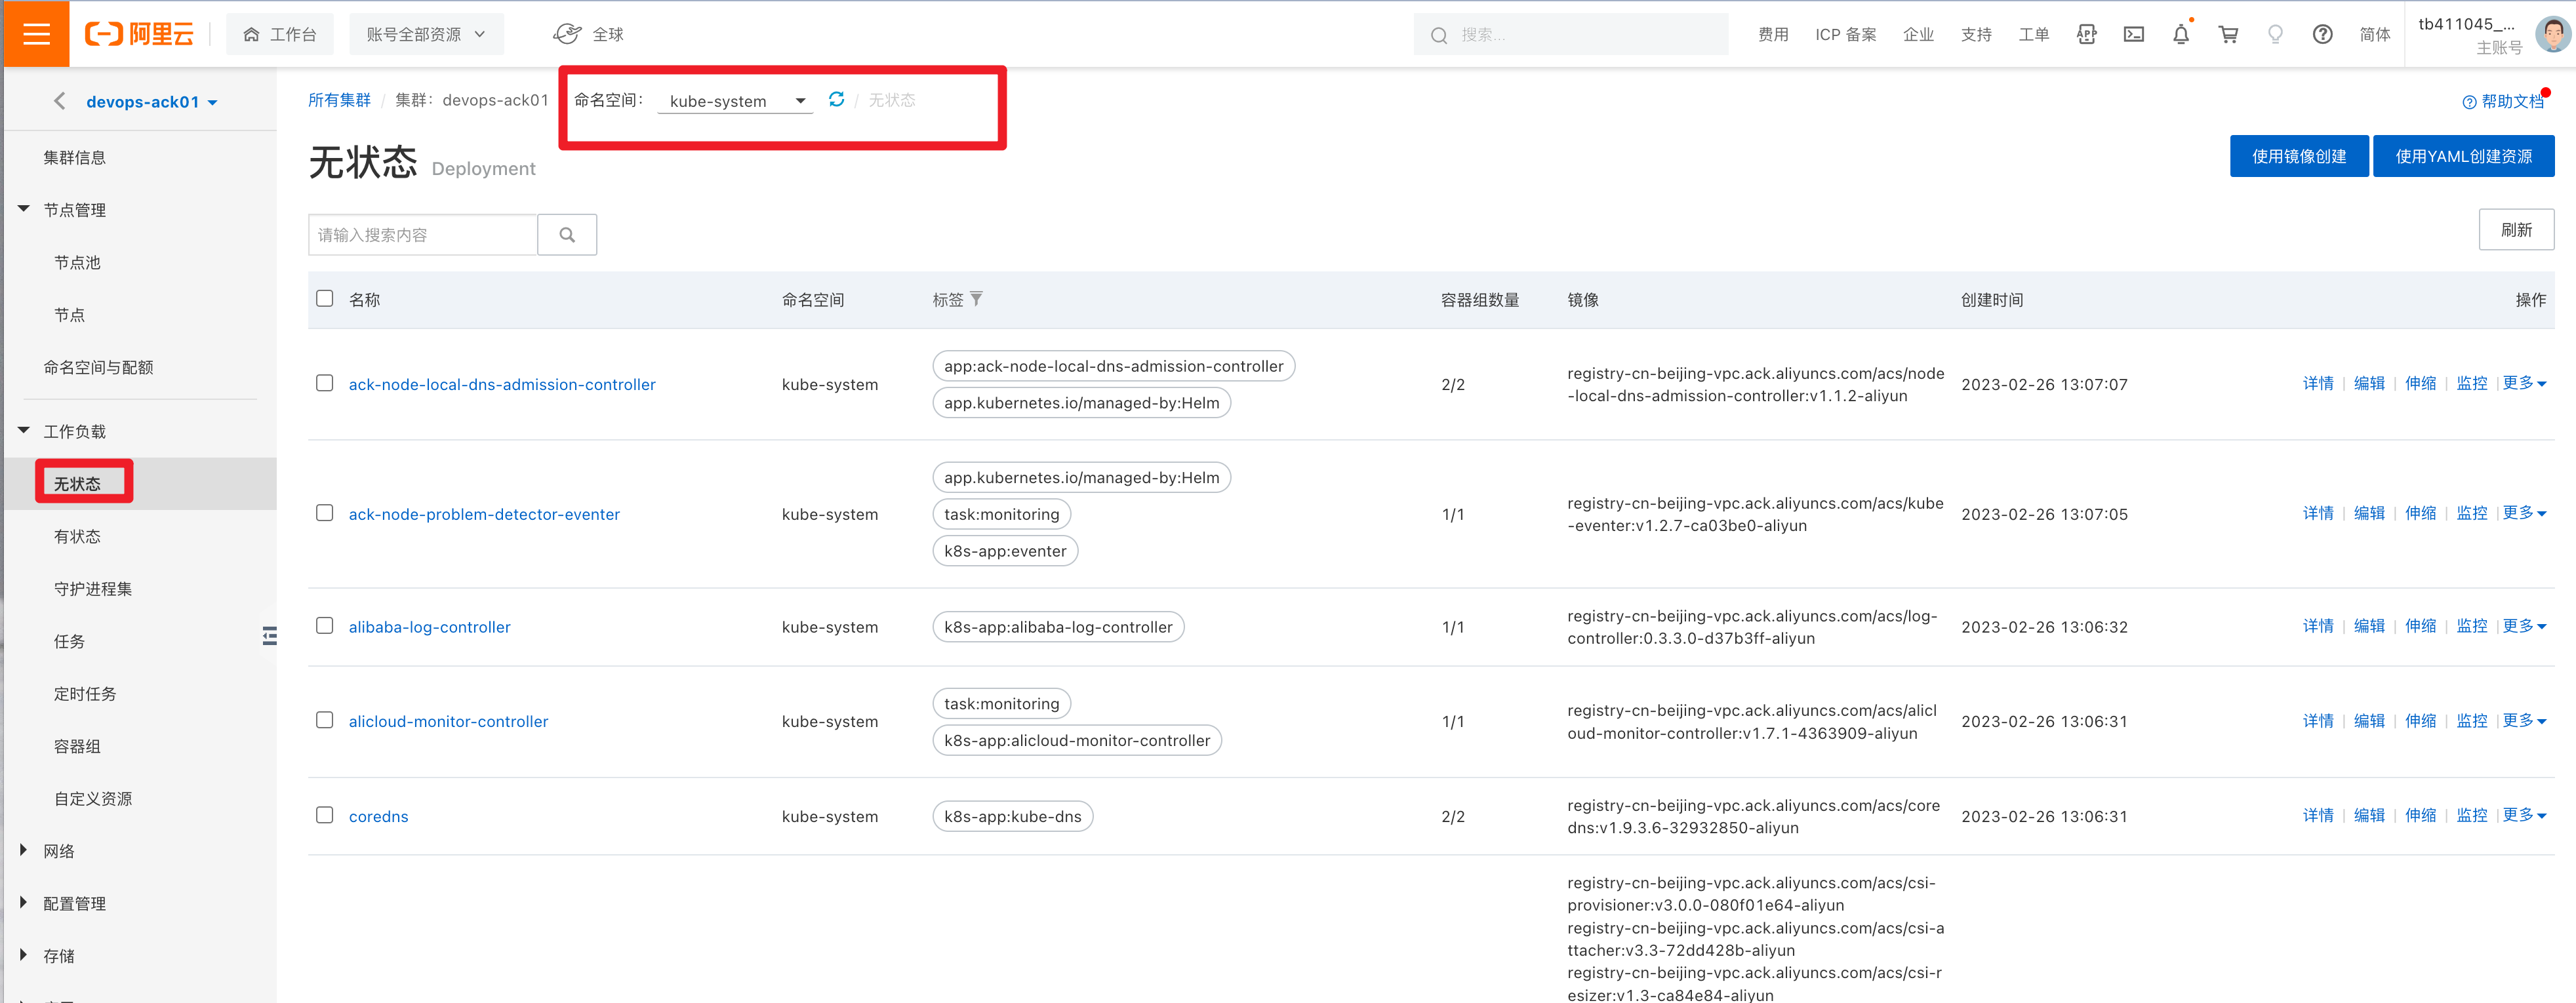 阿里云
工作台
账号全部资源
全球
搜索...
费用
ICP 备案
企业
支持
工单
简体
tb411045_...
主账号
devops-ack01
所有集群 / 集群：devops-ack01
命名空间： kube-system / 无状态
帮助文档
无状态 Deployment
使用镜像创建
使用YAML创建资源
请输入搜索内容
刷新
集群信息
节点管理
节点池
节点
命名空间与配额
工作负载
无状态
有状态
守护进程集
任务
定时任务
容器组
自定义资源
网络
配置管理
存储
名称 命名空间 标签 容器组数量 镜像 创建时间 操作
ack-node-local-dns-admission-controller
kube-system
app:ack-node-local-dns-admission-controller
app.kubernetes.io/managed-by:Helm
2/2
registry-cn-beijing-vpc.ack.aliyuncs.com/acs/node
-local-dns-admission-controller:v1.1.2-aliyun
2023-02-26 13:07:07
详情 | 编辑 | 伸缩 | 监控 | 更多
ack-node-problem-detector-eventer
kube-system
app.kubernetes.io/managed-by:Helm
task:monitoring
k8s-app:eventer
1/1
registry-cn-beijing-vpc.ack.aliyuncs.com/acs/kube
-eventer:v1.2.7-ca03be0-aliyun
2023-02-26 13:07:05
详情 | 编辑 | 伸缩 | 监控 | 更多
alibaba-log-controller
kube-system
k8s-app:alibaba-log-controller
1/1
registry-cn-beijing-vpc.ack.aliyuncs.com/acs/log-
controller:0.3.3.0-d37b3ff-aliyun
2023-02-26 13:06:32
详情 | 编辑 | 伸缩 | 监控 | 更多
alicloud-monitor-controller
kube-system
task:monitoring
k8s-app:alicloud-monitor-controller
1/1
registry-cn-beijing-vpc.ack.aliyuncs.com/acs/alicl
oud-monitor-controller:v1.7.1-4363909-aliyun
2023-02-26 13:06:31
详情 | 编辑 | 伸缩 | 监控 | 更多
coredns
kube-system
k8s-app:kube-dns
2/2
registry-cn-beijing-vpc.ack.aliyuncs.com/acs/core
dns:v1.9.3.6-32932850-aliyun
2023-02-26 13:06:31
详情 | 编辑 | 伸缩 | 监控 | 更多
registry-cn-beijing-vpc.ack.aliyuncs.com/acs/csi-
provisioner:v3.0.0-080f01e64-aliyun
registry-cn-beijing-vpc.ack.aliyuncs.com/acs/csi-a
ttacher:v3.3-72dd428b-aliyun
registry-cn-beijing-vpc.ack.aliyuncs.com/acs/csi-r
esizer:v1.3-ca84e84-aliyun